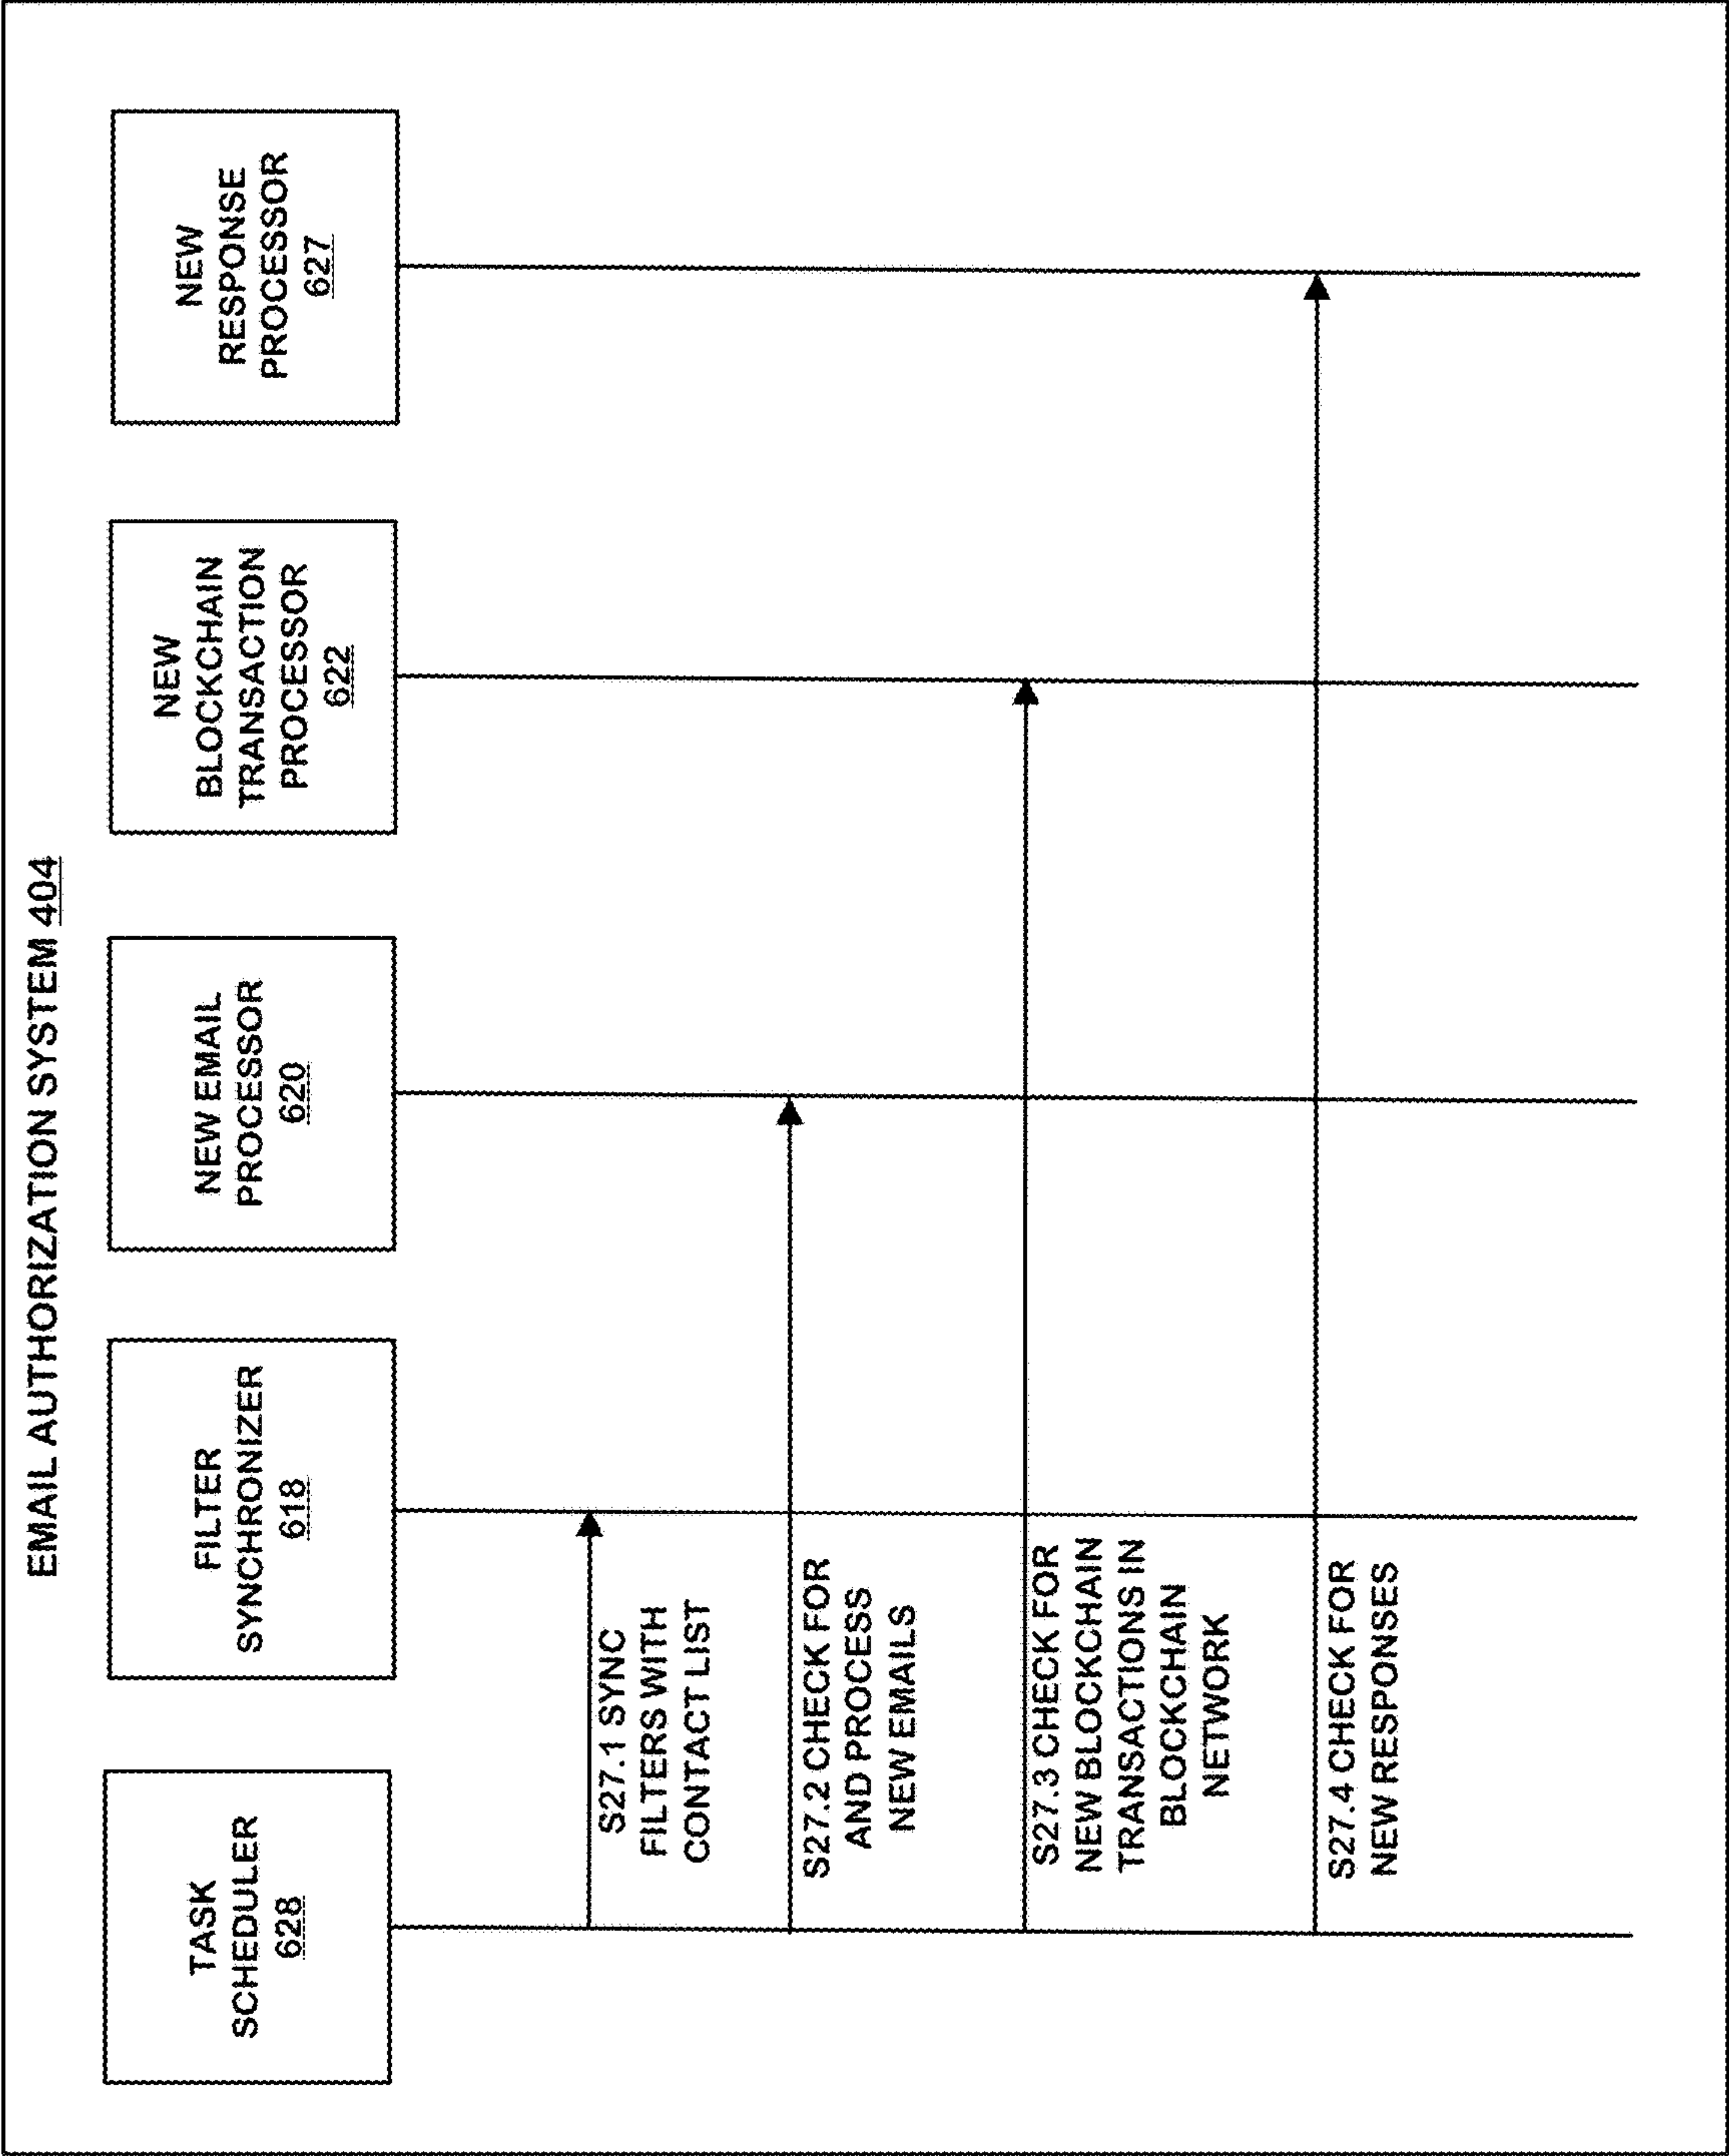 EMAIL AUTHORIZATION SYSTEM 404
TASK
SCHEDULER
628
FILTER
SYNCHRONIZER
618
NEW EMAIL
PROCESSOR
620
NEW
BLOCKCHAIN
TRANSACTION
PROCESSOR
622
NEW
RESPONSE
PROCESSOR
627
S27.1 SYNC
FILTERS WITH
CONTACT LIST
S27.2 CHECK FOR
AND PROCESS
NEW EMAILS
S27.3 CHECK FOR
NEW BLOCKCHAIN
TRANSACTIONS IN
BLOCKCHAIN
NETWORK
S27.4 CHECK FOR
NEW RESPONSES